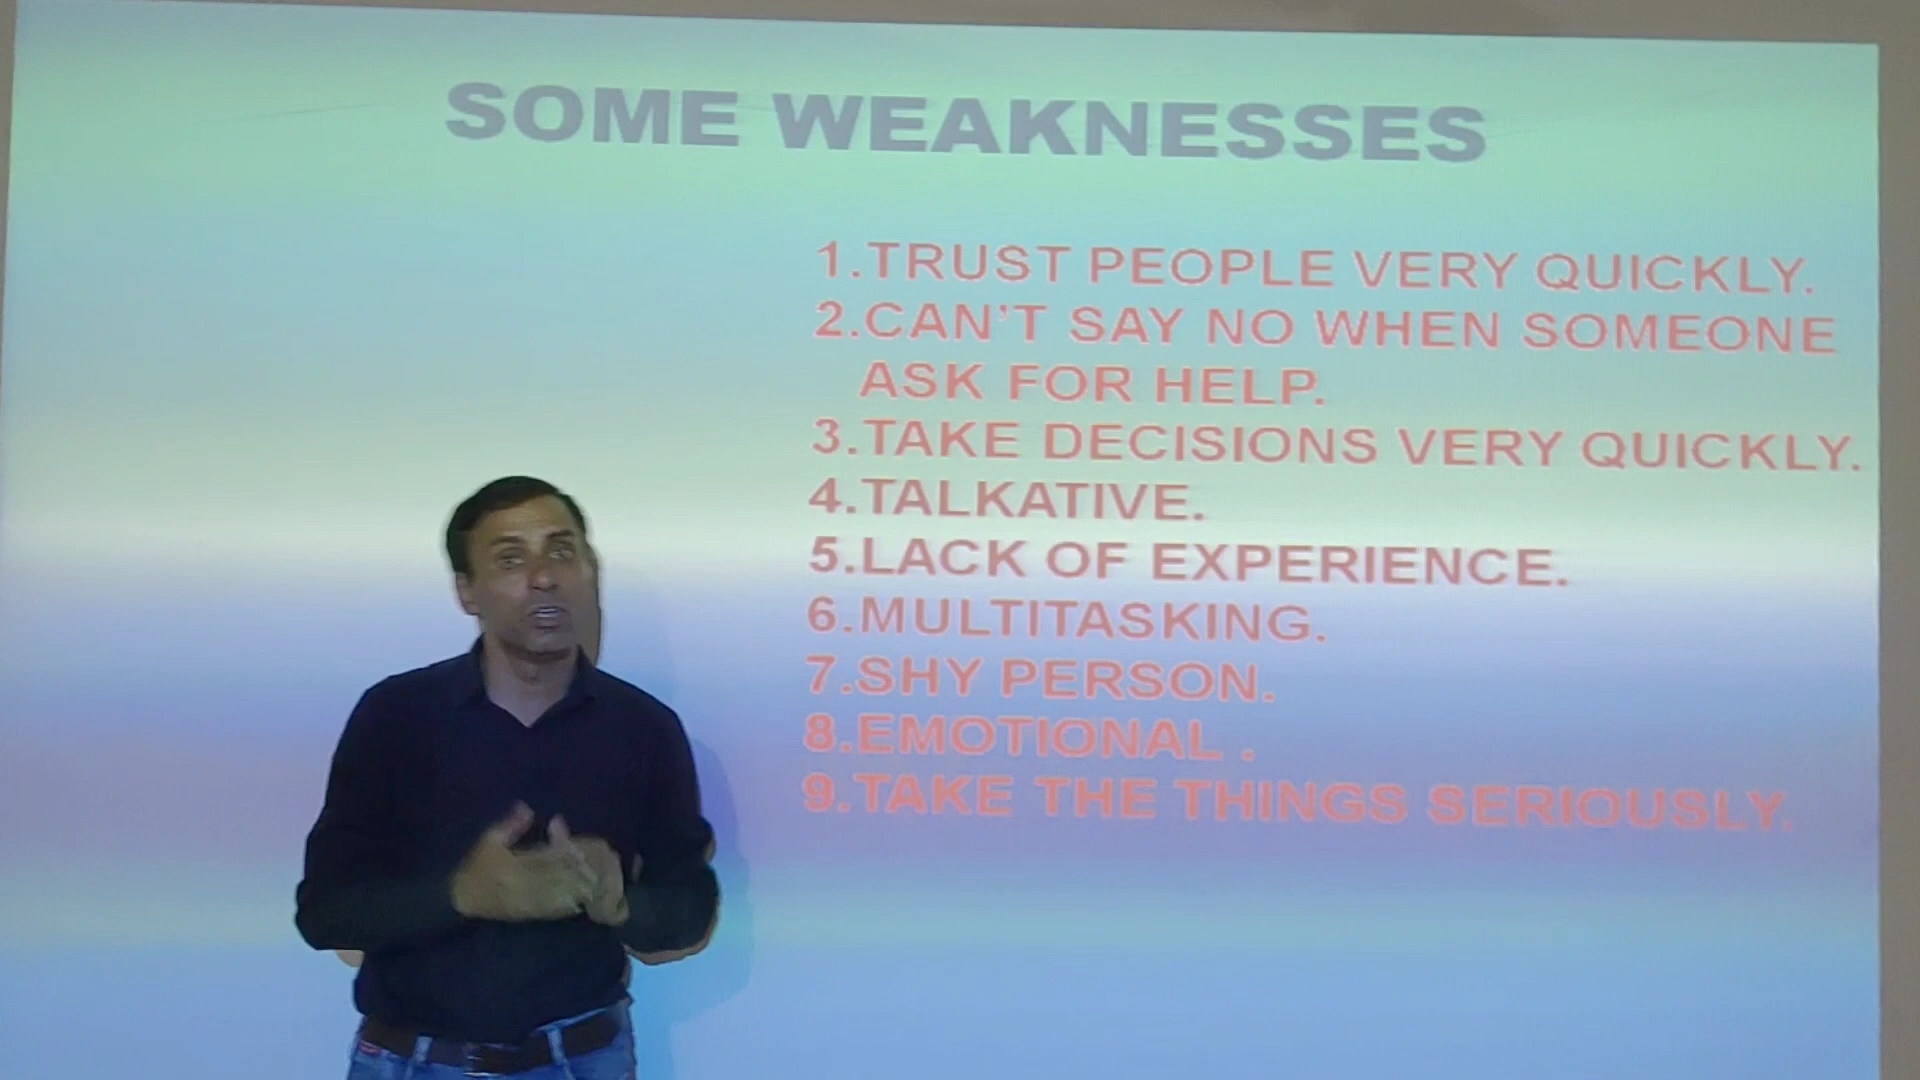 SOME WEAKNESSES
1.TRUST PEOPLE VERY QUICKLY.
2.CAN'T SAY NO WHEN SOMEONE
ASK FOR HELP.
3.TAKE DECISIONS VERY QUICKLY.
4.TALKATIVE.
5.LACK OF EXPERIENCE.
6.MULTITASKING.
7.SHY PERSON.
8.EMOTIONAL .
9.TAKE THE THINGS SERIOUSLY.